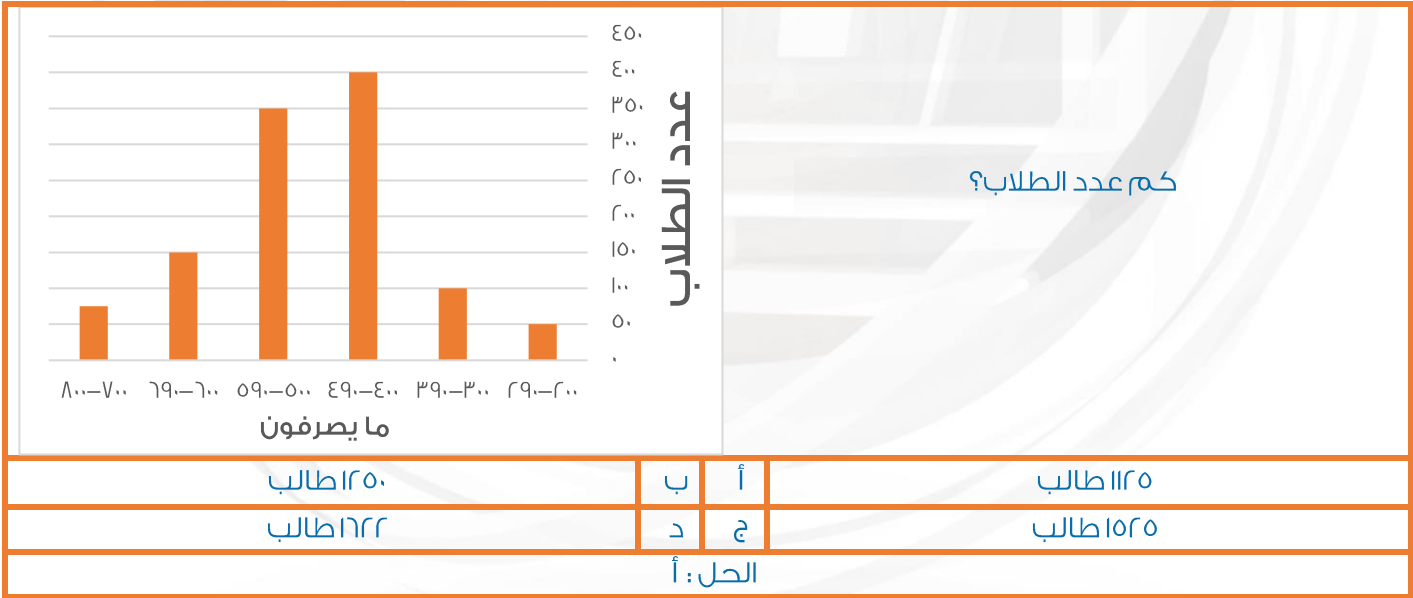 كم عدد الطلاب؟
عدد الطلاب
٤٥٠
٤٠٠
٣٥٠
٣٠٠
٢٥٠
٢٠٠
١٥٠
١٠٠
٥٠
٠
٢٠٠–٢٩٠ ٣٠٠–٣٩٠ ٤٠٠–٤٩٠ ٥٠٠–٥٩٠ ٦٠٠–٦٩٠ ٧٠٠–٨٠٠
ما يصرفون
١١٢٥ طالب أ ب ١٢٥٠ طالب
١٥٢٥ طالب ج د ١٦٢٢ طالب
الحل : أ